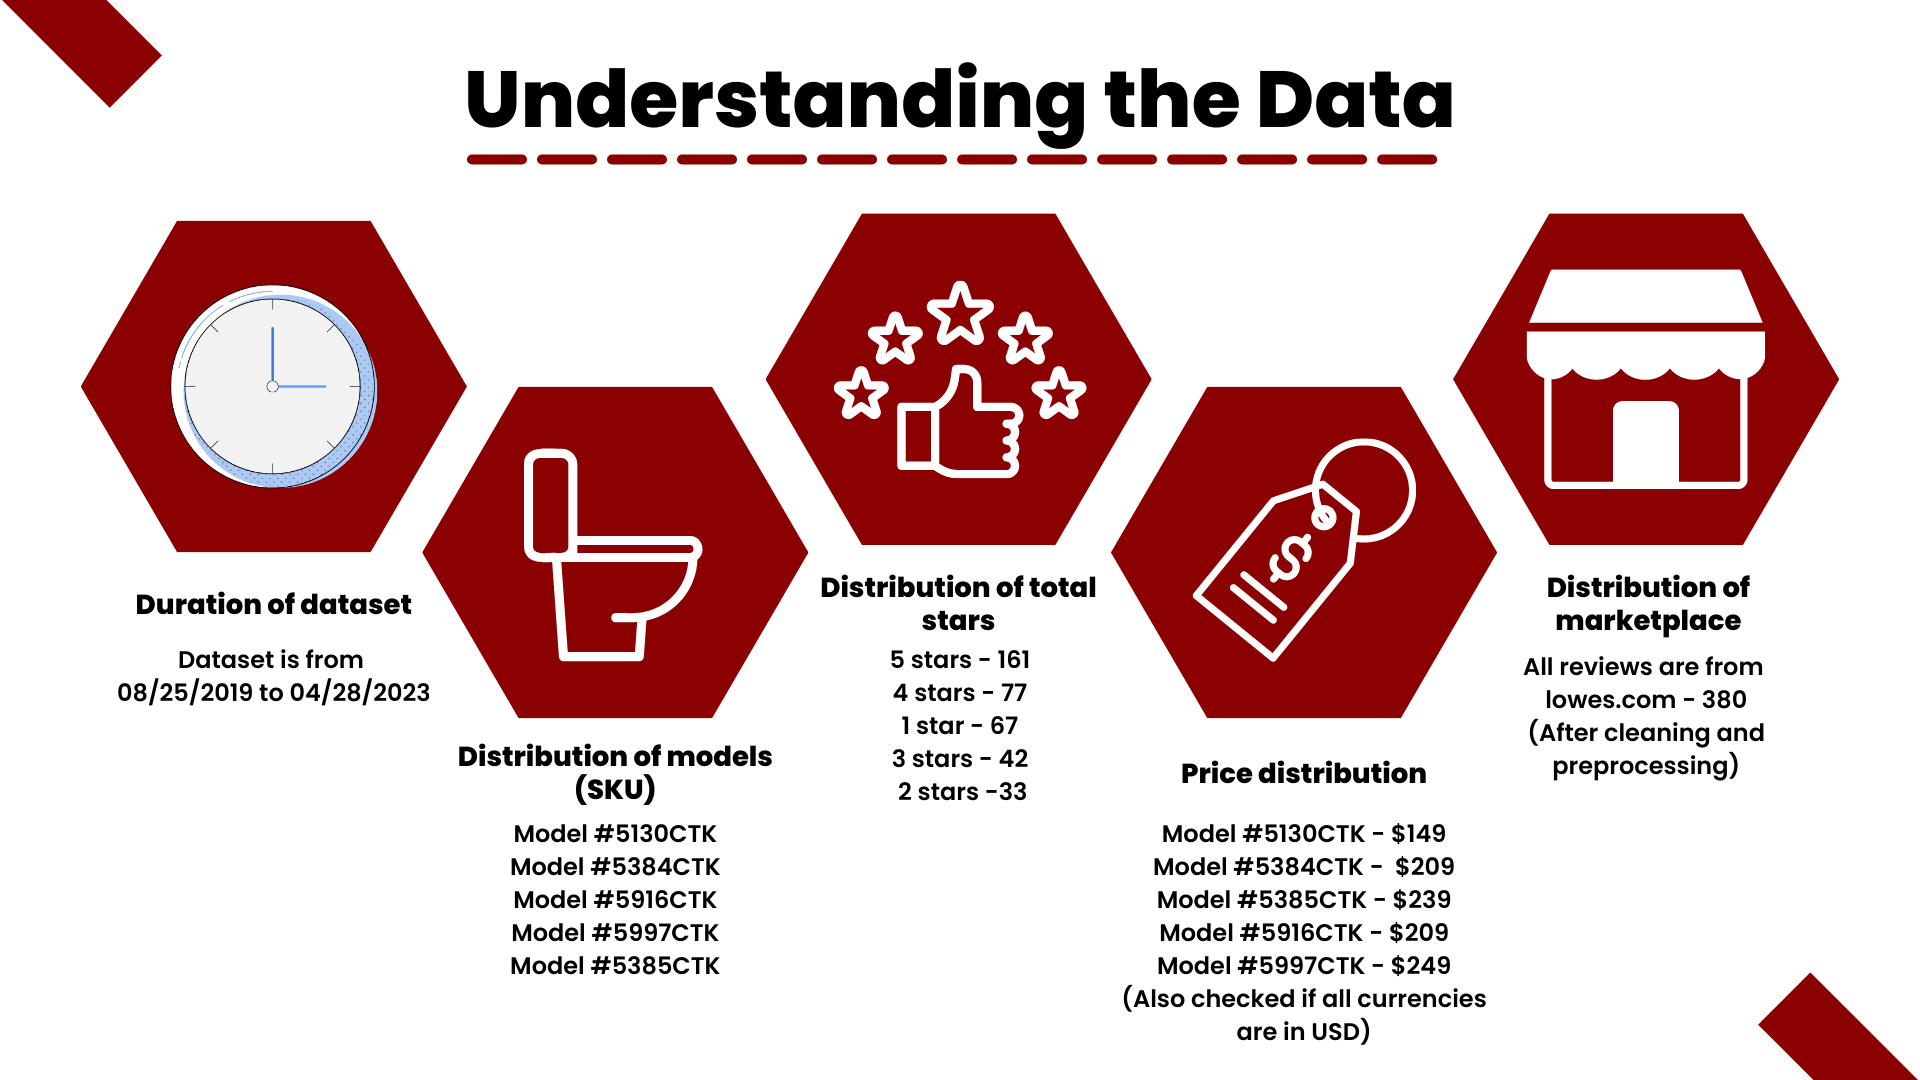 Understanding the Data
Duration of dataset
Dataset is from
08/25/2019 to 04/28/2023
Distribution of models
(SKU)
Model #5130CTK
Model #5384CTK
Model #5916CTK
Model #5997CTK
Model #5385CTK
Distribution of total
stars
5 stars - 161
4 stars - 77
1 star - 67
3 stars - 42
2 stars -33
Price distribution
Model #5130CTK - $149
Model #5384CTK -  $209
Model #5385CTK - $239
Model #5916CTK - $209
Model #5997CTK - $249
(Also checked if all currencies
are in USD)
Distribution of
marketplace
All reviews are from
lowes.com - 380
(After cleaning and
preprocessing)
$